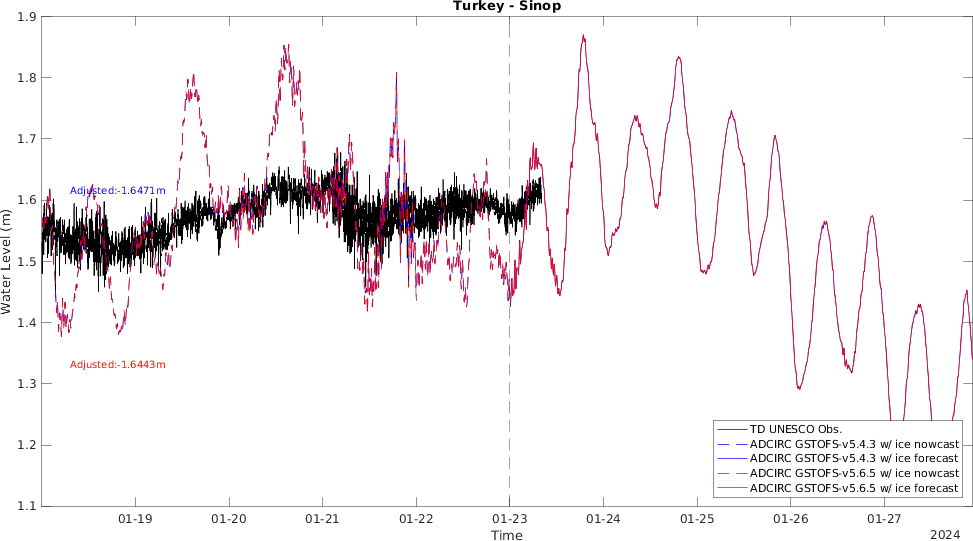 Turkey - Sinop
1.9
1.8
1.7
1.6
1.5
1.4
1.3
1.2
1.1
Water Level (m)
Adjusted:-1.6471m
Adjusted:-1.6443m
TD UNESCO Obs.
ADCIRC GSTOFS-v5.4.3 w/ ice nowcast
ADCIRC GSTOFS-v5.4.3 w/ ice forecast
ADCIRC GSTOFS-v5.6.5 w/ ice nowcast
ADCIRC GSTOFS-v5.6.5 w/ ice forecast
01-19 01-20 01-21 01-22 01-23 01-24 01-25 01-26 01-27
Time
2024